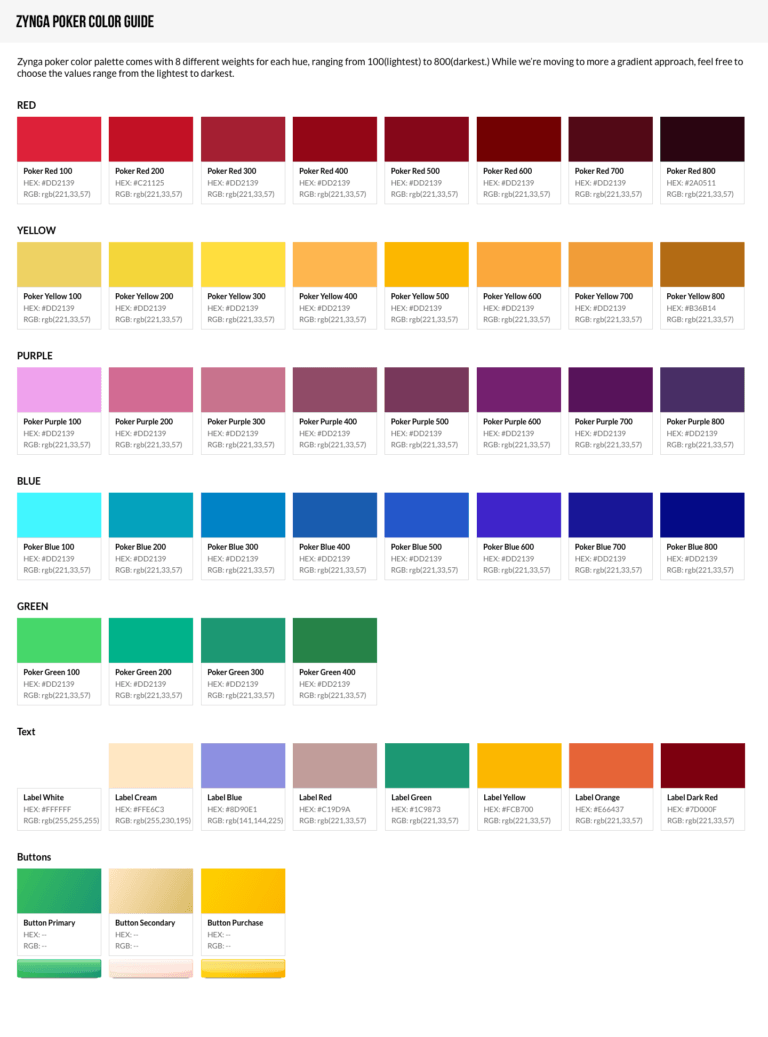 ZYNGA POKER COLOR GUIDE
Zynga poker color palette comes with 8 different weights for each hue, ranging from 100(lightest) to 800(darkest.) While we're moving to more a gradient approach, feel free to
choose the values range from the lightest to darkest.
RED
Poker Red 100
HEX: #DD2139
RGB: rgb(221,33,57)
Poker Red 200
HEX: #C21125
RGB: rgb(221,33,57)
Poker Red 300
HEX: #DD2139
RGB: rgb(221,33,57)
Poker Red 400
HEX: #DD2139
RGB: rgb(221,33,57)
Poker Red 500
HEX: #DD2139
RGB: rgb(221,33,57)
Poker Red 600
HEX: #DD2139
RGB: rgb(221,33,57)
Poker Red 700
HEX: #DD2139
RGB: rgb(221,33,57)
Poker Red 800
HEX: #2A0511
RGB: rgb(221,33,57)
YELLOW
Poker Yellow 100
HEX: #DD2139
RGB: rgb(221,33,57)
Poker Yellow 200
HEX: #DD2139
RGB: rgb(221,33,57)
Poker Yellow 300
HEX: #DD2139
RGB: rgb(221,33,57)
Poker Yellow 400
HEX: #DD2139
RGB: rgb(221,33,57)
Poker Yellow 500
HEX: #DD2139
RGB: rgb(221,33,57)
Poker Yellow 600
HEX: #DD2139
RGB: rgb(221,33,57)
Poker Yellow 700
HEX: #DD2139
RGB: rgb(221,33,57)
Poker Yellow 800
HEX: #B36B14
RGB: rgb(221,33,57)
PURPLE
Poker Purple 100
HEX: #DD2139
RGB: rgb(221,33,57)
Poker Purple 200
HEX: #DD2139
RGB: rgb(221,33,57)
Poker Purple 300
HEX: #DD2139
RGB: rgb(221,33,57)
Poker Purple 400
HEX: #DD2139
RGB: rgb(221,33,57)
Poker Purple 500
HEX: #DD2139
RGB: rgb(221,33,57)
Poker Purple 600
HEX: #DD2139
RGB: rgb(221,33,57)
Poker Purple 700
HEX: #DD2139
RGB: rgb(221,33,57)
Poker Purple 800
HEX: #DD2139
RGB: rgb(221,33,57)
BLUE
Poker Blue 100
HEX: #DD2139
RGB: rgb(221,33,57)
Poker Blue 200
HEX: #DD2139
RGB: rgb(221,33,57)
Poker Blue 300
HEX: #DD2139
RGB: rgb(221,33,57)
Poker Blue 400
HEX: #DD2139
RGB: rgb(221,33,57)
Poker Blue 500
HEX: #DD2139
RGB: rgb(221,33,57)
Poker Blue 600
HEX: #DD2139
RGB: rgb(221,33,57)
Poker Blue 700
HEX: #DD2139
RGB: rgb(221,33,57)
Poker Blue 800
HEX: #DD2139
RGB: rgb(221,33,57)
GREEN
Poker Green 100
HEX: #DD2139
RGB: rgb(221,33,57)
Poker Green 200
HEX: #DD2139
RGB: rgb(221,33,57)
Poker Green 300
HEX: #DD2139
RGB: rgb(221,33,57)
Poker Green 400
HEX: #DD2139
RGB: rgb(221,33,57)
Text
Label White
HEX: #FFFFFF
RGB: rgb(255,255,255)
Label Cream
HEX: #FFE6C3
RGB: rgb(255,230,195)
Label Blue
HEX: #8D90E1
RGB: rgb(141,144,225)
Label Red
HEX: #C19D9A
RGB: rgb(221,33,57)
Label Green
HEX: #1C9873
RGB: rgb(221,33,57)
Label Yellow
HEX: #FCB700
RGB: rgb(221,33,57)
Label Orange
HEX: #E66437
RGB: rgb(221,33,57)
Label Dark Red
HEX: #7D000F
RGB: rgb(221,33,57)
Buttons
Button Primary
HEX: --
RGB: --
Button Secondary
HEX: --
RGB: --
Button Purchase
HEX: --
RGB: --